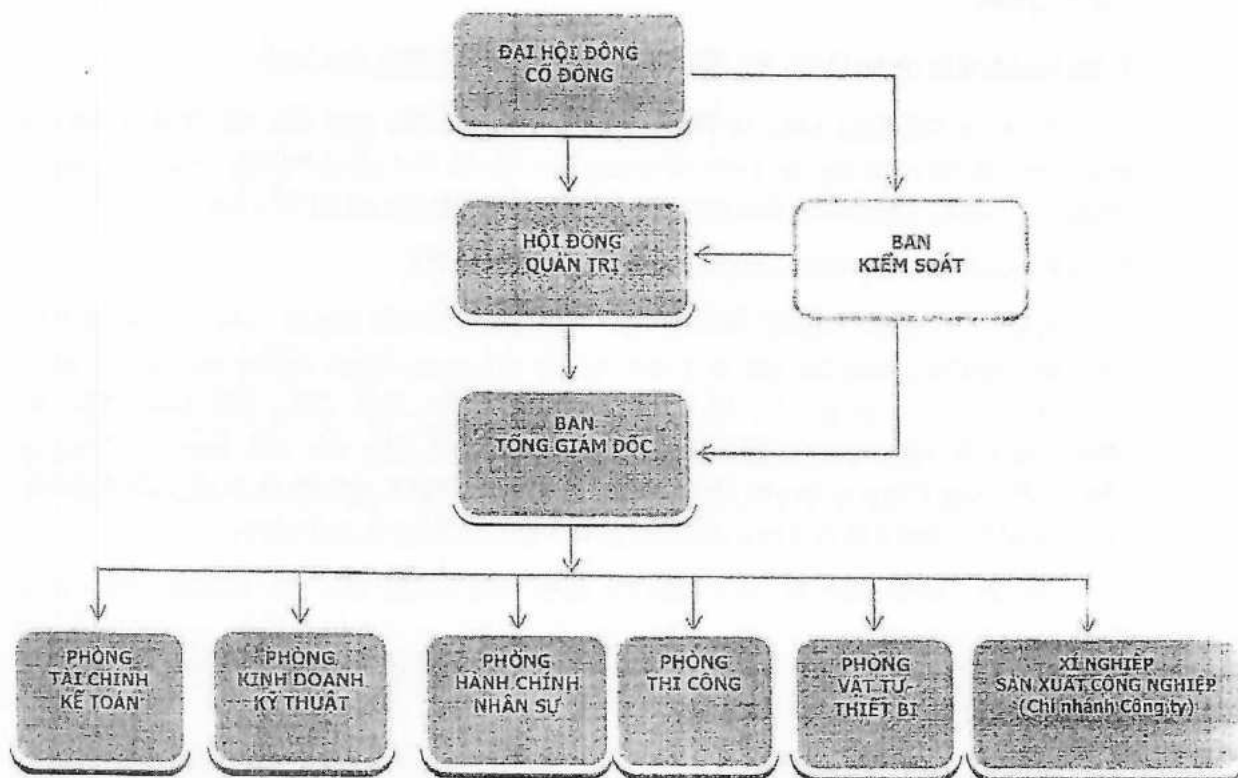 ĐẠI HỘI ĐỒNG
CỔ ĐÔNG
HỘI ĐỒNG
QUẢN TRỊ
BAN
KIỂM SOÁT
BAN
TỔNG GIÁM ĐỐC
PHÒNG
TÀI CHÍNH
KẾ TOÁN
PHÒNG
KINH DOANH
KỸ THUẬT
PHÒNG
HÀNH CHÍNH
NHÂN SỰ
PHÒNG
THI CÔNG
PHÒNG
VẬT TƯ-
THIẾT BỊ
XÍ NGHIỆP
SẢN XUẤT CÔNG NGHIỆP
(Chi nhánh Công ty)